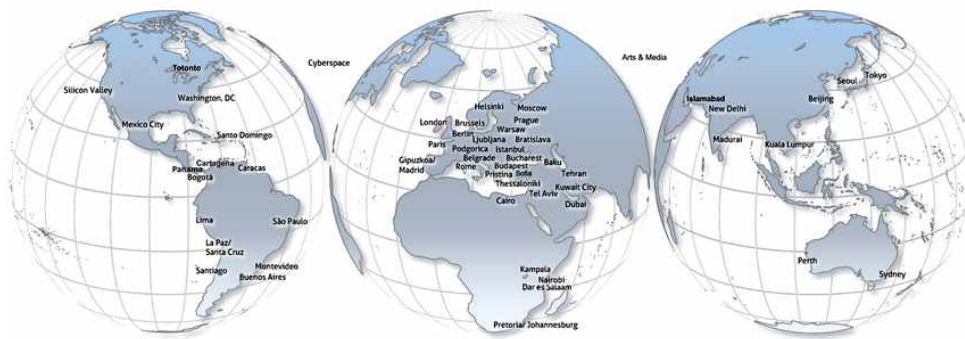 Totonto
Silicon Valley
Washington, DC
Mexico City
Santo Domingo
Cartagena
Panama
Caracas
Bogotá
Lima
São Paulo
La Paz/
Santa Cruz
Santiago
Montevideo
Buenos Aires
Cyberspace
Arts & Media
Helsinki
Moscow
London
Brussels
Prague
Berlin
Warsaw
Paris
Ljubljana
Bratislava
Podgorica
Istanbul
Gipuzkoa/
Madrid
Belgrade
Bucharest
Rome
Budapest
Baku
Pristina
Sofia
Tehran
Thessaloniki
Kuwait City
Tel Aviv
Cairo
Dubai
Kampala
Nairobi
Dar es Salaam
Pretoria/ Johannesburg
Seoul
Tokyo
Islamabad
New Delhi
Beijing
Madurai
Kuala Lumpur
Perth
Sydney